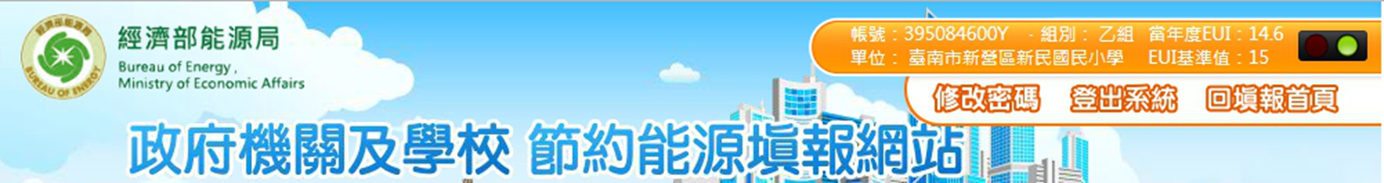 經濟部能源局
Bureau of Energy,
Ministry of Economic Affairs
BUREAU OF ENERGY
帳號：395084600Y ‧組別： 乙組 當年度EUI：14.6
單位： 臺南市新營區新民國民小學 EUI基準值：15
修改密碼 登出系統 回填報首頁
政府機關及學校 節約能源填報網站